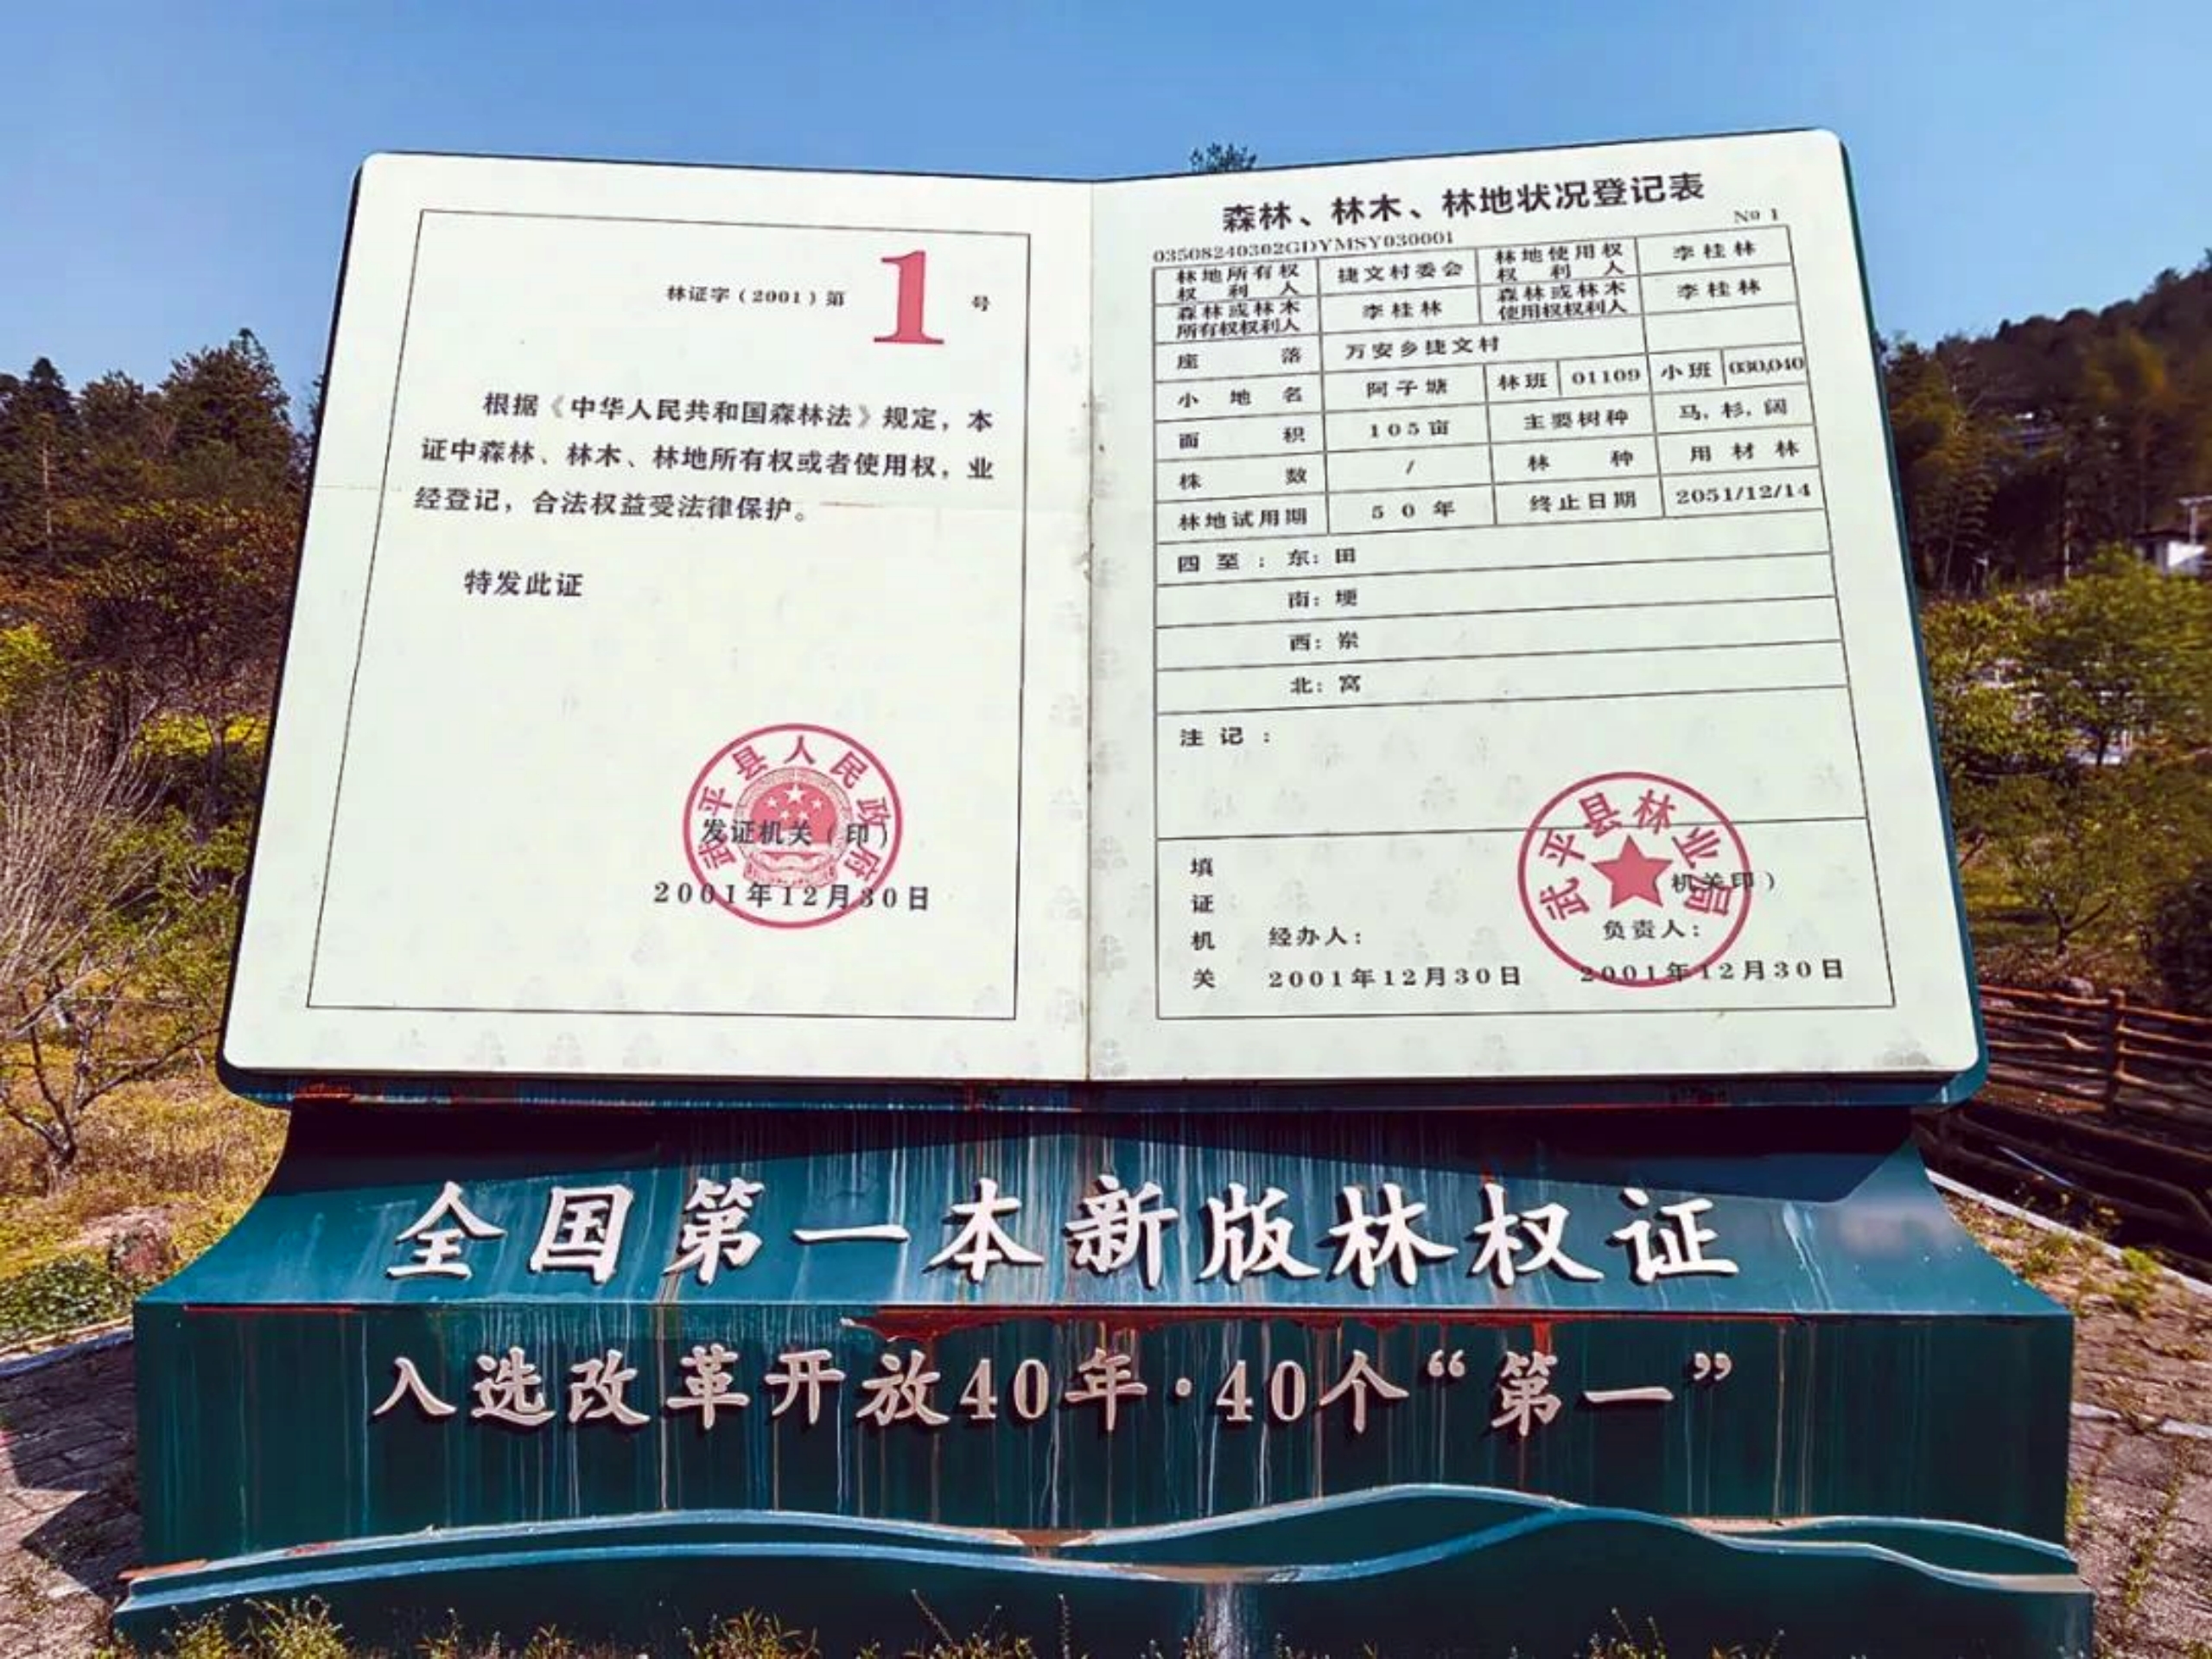 林证字（2001）第1号
根据《中华人民共和国森林法》规定，本
证中森林、林木、林地所有权或者使用权，业
经登记，合法权益受法律保护。
特发此证
武平县人民政府
发证机关（印）
2001年12月30日
森林、林木、林地状况登记表
№ 1
03508240302GDYMSY030001
林地所有权权利人 捷文村委会 林地使用权权利人 李桂林
森林或林木所有权权利人 李桂林 森林或林木使用权权利人 李桂林
座落 万安乡捷文村
小地名 阿子塘 林班 01109 小班 030,040
面积 105亩 主要树种 马，杉，阔
株数 / 林种 用材林
林地试用期 50年 终止日期 2051/12/14
四至：东：田
南：埂
西：岽
北：窝
注记：
武平县林业局
（机关印）
填证机关
经办人： 负责人：
2001年12月30日 2001年12月30日
全国第一本新版林权证
入选改革开放40年·40个“第一”